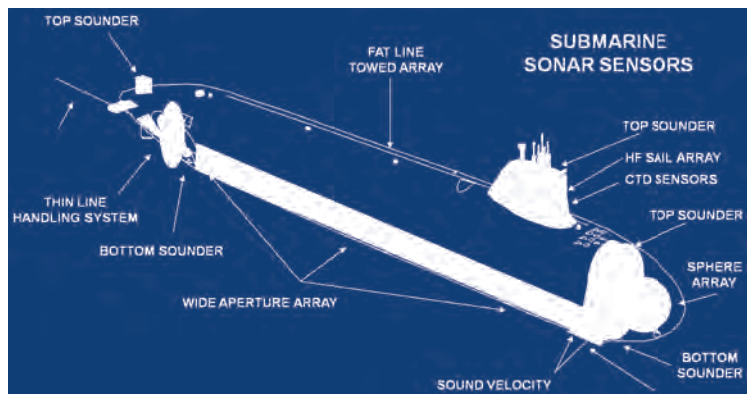 TOP SOUNDER
FAT LINE
TOWED ARRAY
SUBMARINE
SONAR SENSORS
TOP SOUNDER
HF SAIL ARRAY
CTD SENSORS
TOP SOUNDER
THIN LINE
HANDLING SYSTEM
BOTTOM SOUNDER
WIDE APERTURE ARRAY
SPHERE
ARRAY
BOTTOM
SOUNDER
SOUND VELOCITY